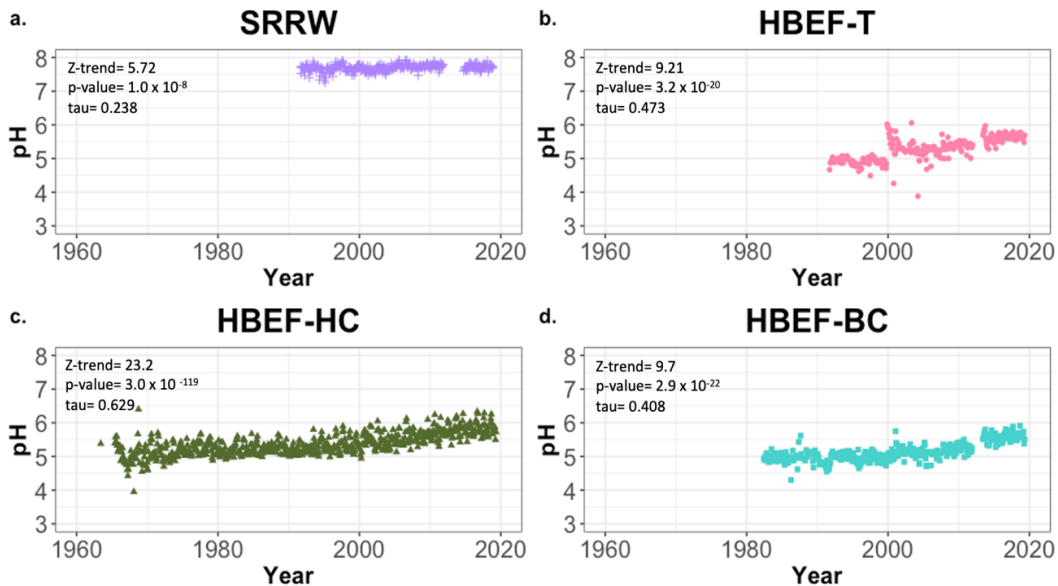 a. SRRW
Z-trend= 5.72
p-value= 1.0 x 10⁻⁸
tau= 0.238
8
7
6
5
4
3
pH
1960 1980 2000 2020
Year
b. HBEF-T
Z-trend= 9.21
p-value= 3.2 x 10⁻²⁰
tau= 0.473
8
7
6
5
4
3
pH
1960 1980 2000 2020
Year
c. HBEF-HC
Z-trend= 23.2
p-value= 3.0 x 10 ⁻¹¹⁹
tau= 0.629
8
7
6
5
4
3
pH
1960 1980 2000 2020
Year
d. HBEF-BC
Z-trend= 9.7
p-value= 2.9 x 10⁻²²
tau= 0.408
8
7
6
5
4
3
pH
1960 1980 2000 2020
Year